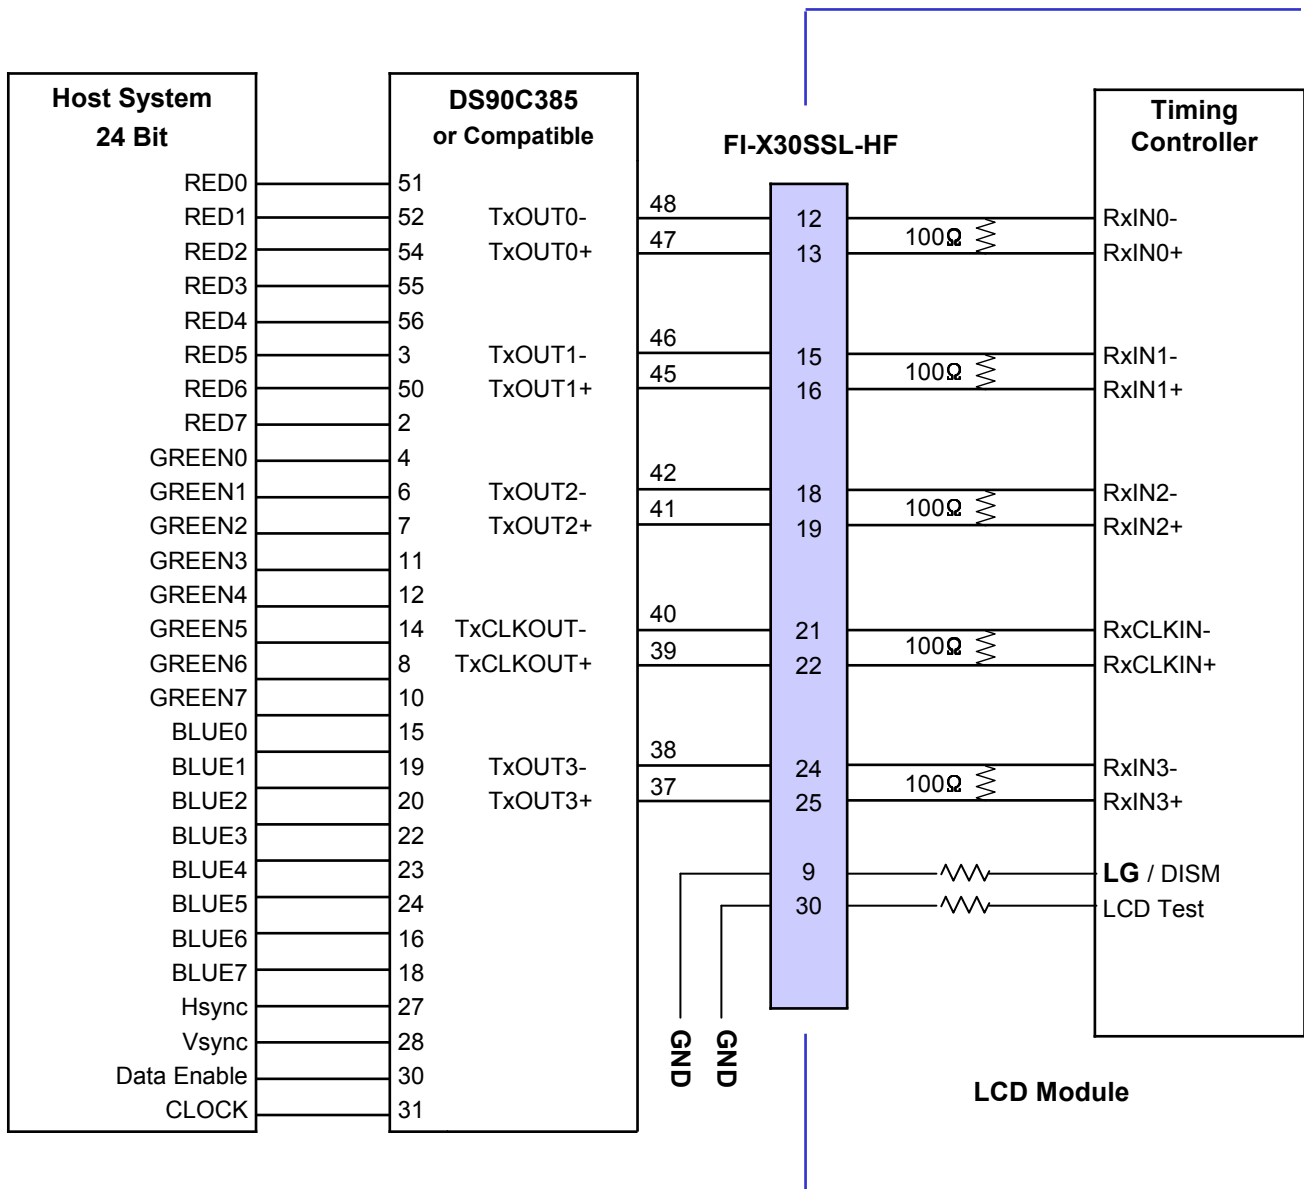 Host System
24 Bit
RED0
RED1
RED2
RED3
RED4
RED5
RED6
RED7
GREEN0
GREEN1
GREEN2
GREEN3
GREEN4
GREEN5
GREEN6
GREEN7
BLUE0
BLUE1
BLUE2
BLUE3
BLUE4
BLUE5
BLUE6
BLUE7
Hsync
Vsync
Data Enable
CLOCK
DS90C385
or Compatible
51
52
54
55
56
3
50
2
4
6
7
11
12
14
8
10
15
19
20
22
23
24
16
18
27
28
30
31
TxOUT0-
TxOUT0+
TxOUT1-
TxOUT1+
TxOUT2-
TxOUT2+
TxCLKOUT-
TxCLKOUT+
TxOUT3-
TxOUT3+
48
47
46
45
42
41
40
39
38
37
GND
GND
FI-X30SSL-HF
12
13
15
16
18
19
21
22
24
25
9
30
100Ω
100Ω
100Ω
100Ω
100Ω
Timing
Controller
RxIN0-
RxIN0+
RxIN1-
RxIN1+
RxIN2-
RxIN2+
RxCLKIN-
RxCLKIN+
RxIN3-
RxIN3+
LG / DISM
LCD Test
LCD Module